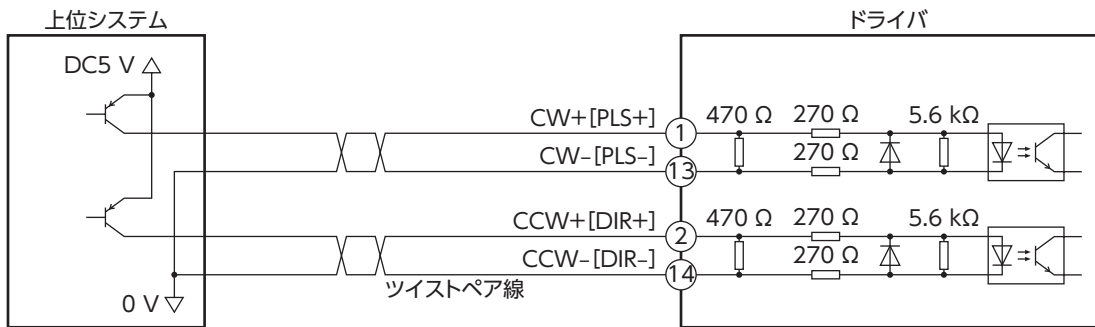 上位システム
ドライバ
DC5 V
CW+[PLS+]
1
470 Ω
270 Ω
5.6 kΩ
CW−[PLS−]
13
270 Ω
CCW+[DIR+]
2
470 Ω
270 Ω
5.6 kΩ
CCW−[DIR−]
14
270 Ω
ツイストペア線
0 V